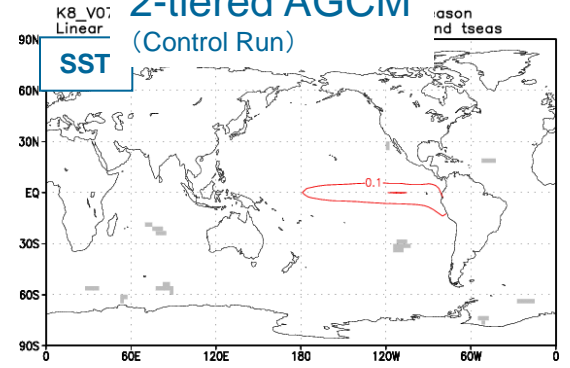 K8_V07 2-tiered AGCM eason
Linear (Control Run) nd tseas
90N
SST
60N
30N
0.1
EQ
30S
60S
90S
0 60E 120E 180 120W 60W 0